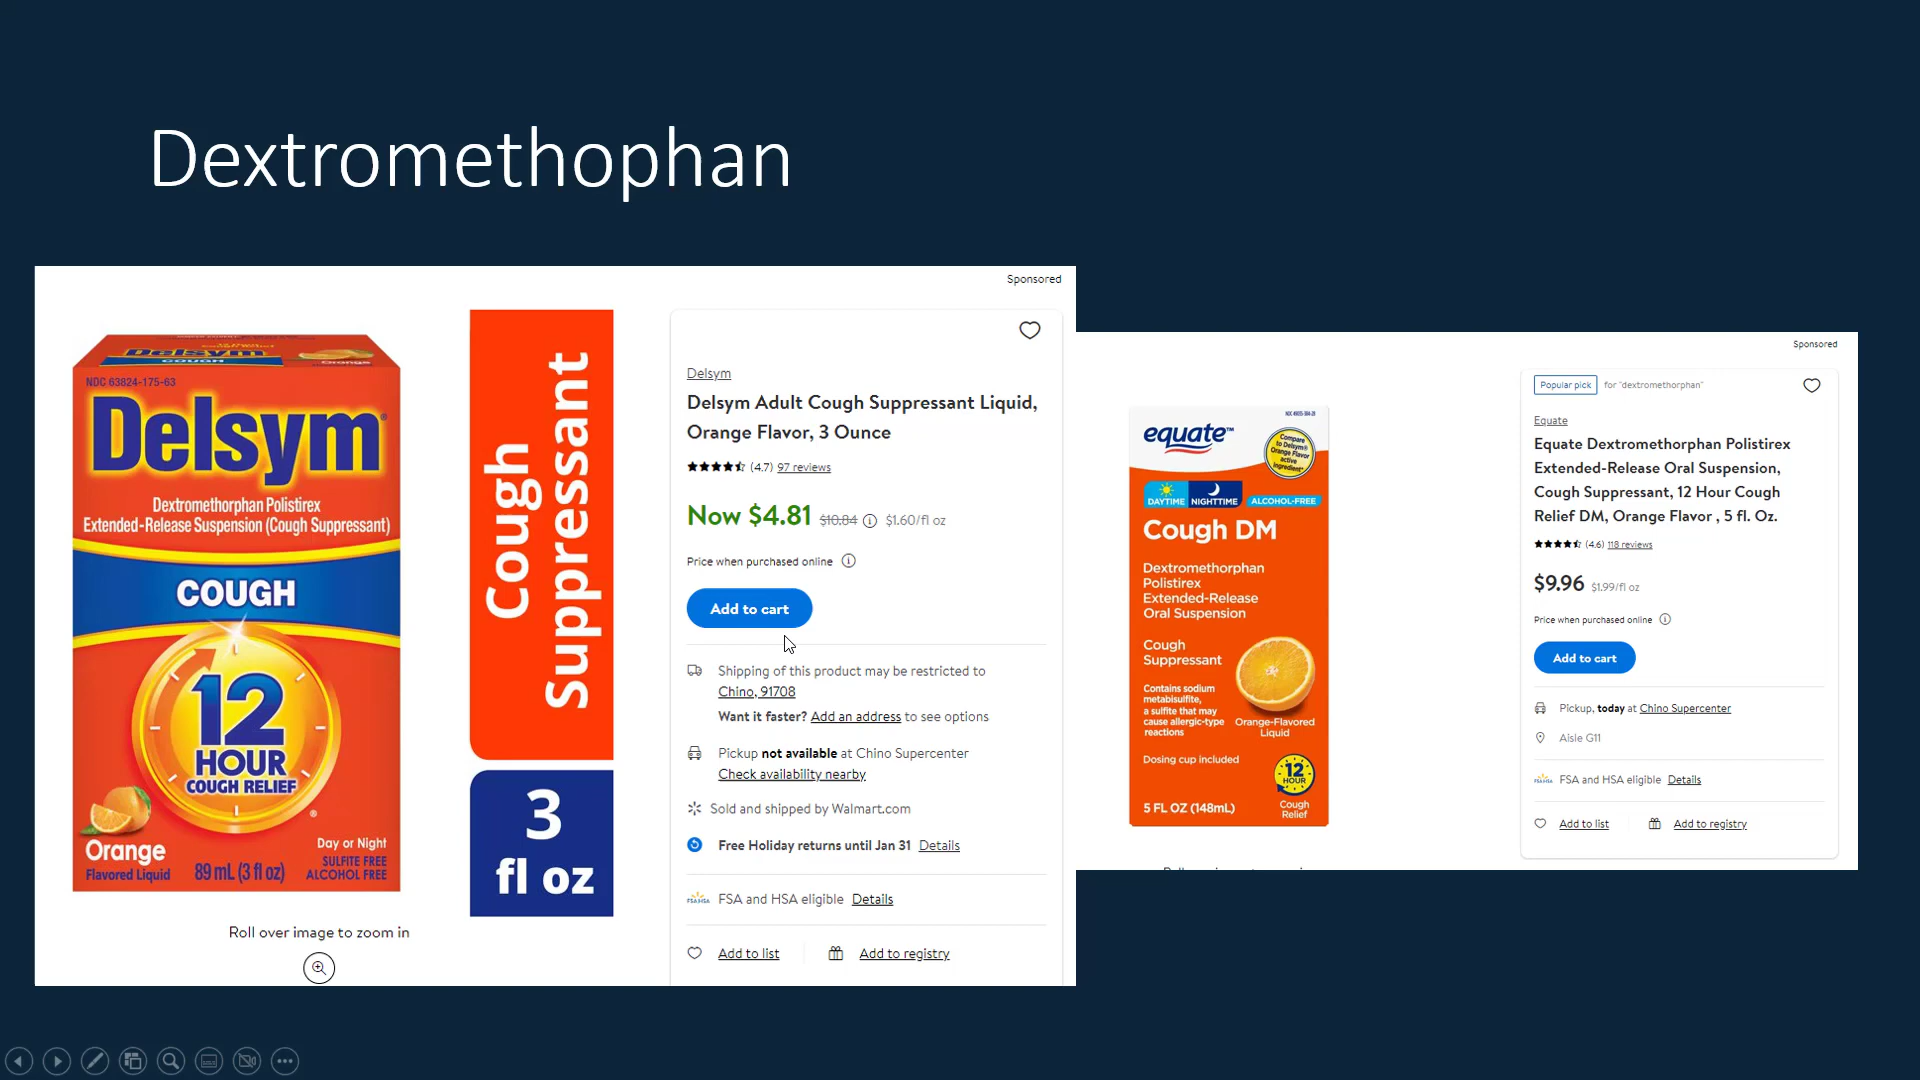 Dextromethophan
Sponsored
Delsym
COUGH
Orange
NDC 63824-175-63
Delsym
Dextromethorphan Polistirex
Extended-Release Suspension (Cough Suppressant)
COUGH
12
HOUR
COUGH RELIEF
Orange
Flavored Liquid
89 mL (3 fl oz)
Day or Night
SULFITE FREE
ALCOHOL FREE
Roll over image to zoom in
Cough
Suppressant
3
fl oz
Delsym
Delsym Adult Cough Suppressant Liquid,
Orange Flavor, 3 Ounce
(4.7) 97 reviews
Now $4.81 $10.84 $1.60/fl oz
Price when purchased online
Add to cart
Shipping of this product may be restricted to
Chino, 91708
Want it faster? Add an address to see options
Pickup not available at Chino Supercenter
Check availability nearby
Sold and shipped by Walmart.com
Free Holiday returns until Jan 31 Details
FSA and HSA eligible Details
Add to list
Add to registry
Sponsored
equate™
Compare
to Delsym®
Orange Flavor
active
ingredient*
DAYTIME NIGHTTIME ALCOHOL-FREE
Cough DM
Dextromethorphan
Polistirex
Extended-Release
Oral Suspension
Cough
Suppressant
Contains sodium
metabisulfite,
a sulfite that may
cause allergic-type
reactions
Orange-Flavored
Liquid
Dosing cup included
12
HOUR
Cough
Relief
5 FL OZ (148mL)
Popular pick for "dextromethorphan"
Equate
Equate Dextromethorphan Polistirex
Extended-Release Oral Suspension,
Cough Suppressant, 12 Hour Cough
Relief DM, Orange Flavor , 5 fl. Oz.
(4.6) 118 reviews
$9.96 $1.99/fl oz
Price when purchased online
Add to cart
Pickup, today at Chino Supercenter
Aisle G11
FSA and HSA eligible Details
Add to list
Add to registry